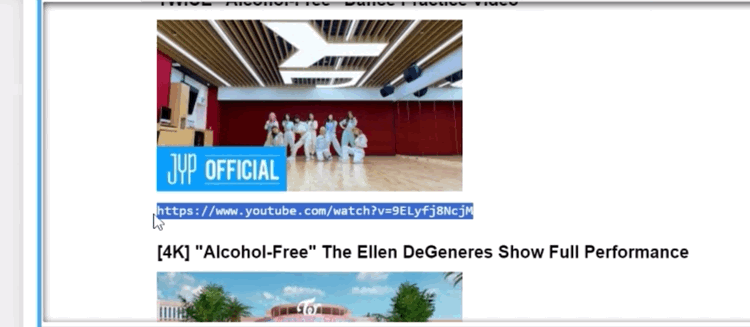 TWICE "Alcohol-Free" Dance Practice Video
JYP OFFICIAL
https://www.youtube.com/watch?v=9ELyfj8NcjM
[4K] "Alcohol-Free" The Ellen DeGeneres Show Full Performance